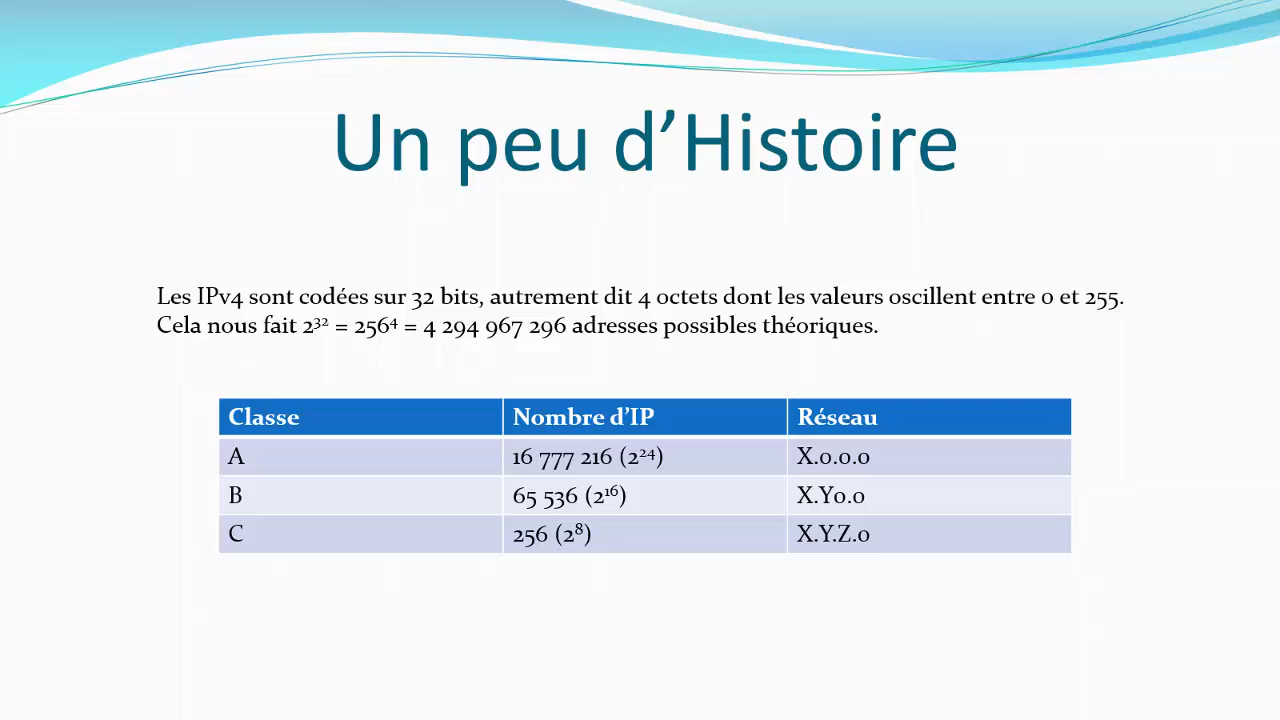 Un peu d’Histoire
Les IPv4 sont codées sur 32 bits, autrement dit 4 octets dont les valeurs oscillent entre 0 et 255.
Cela nous fait 2³² = 256⁴ = 4 294 967 296 adresses possibles théoriques.
Classe Nombre d’IP Réseau
A 16 777 216 (2²⁴) X.0.0.0
B 65 536 (2¹⁶) X.Y0.0
C 256 (2⁸) X.Y.Z.0